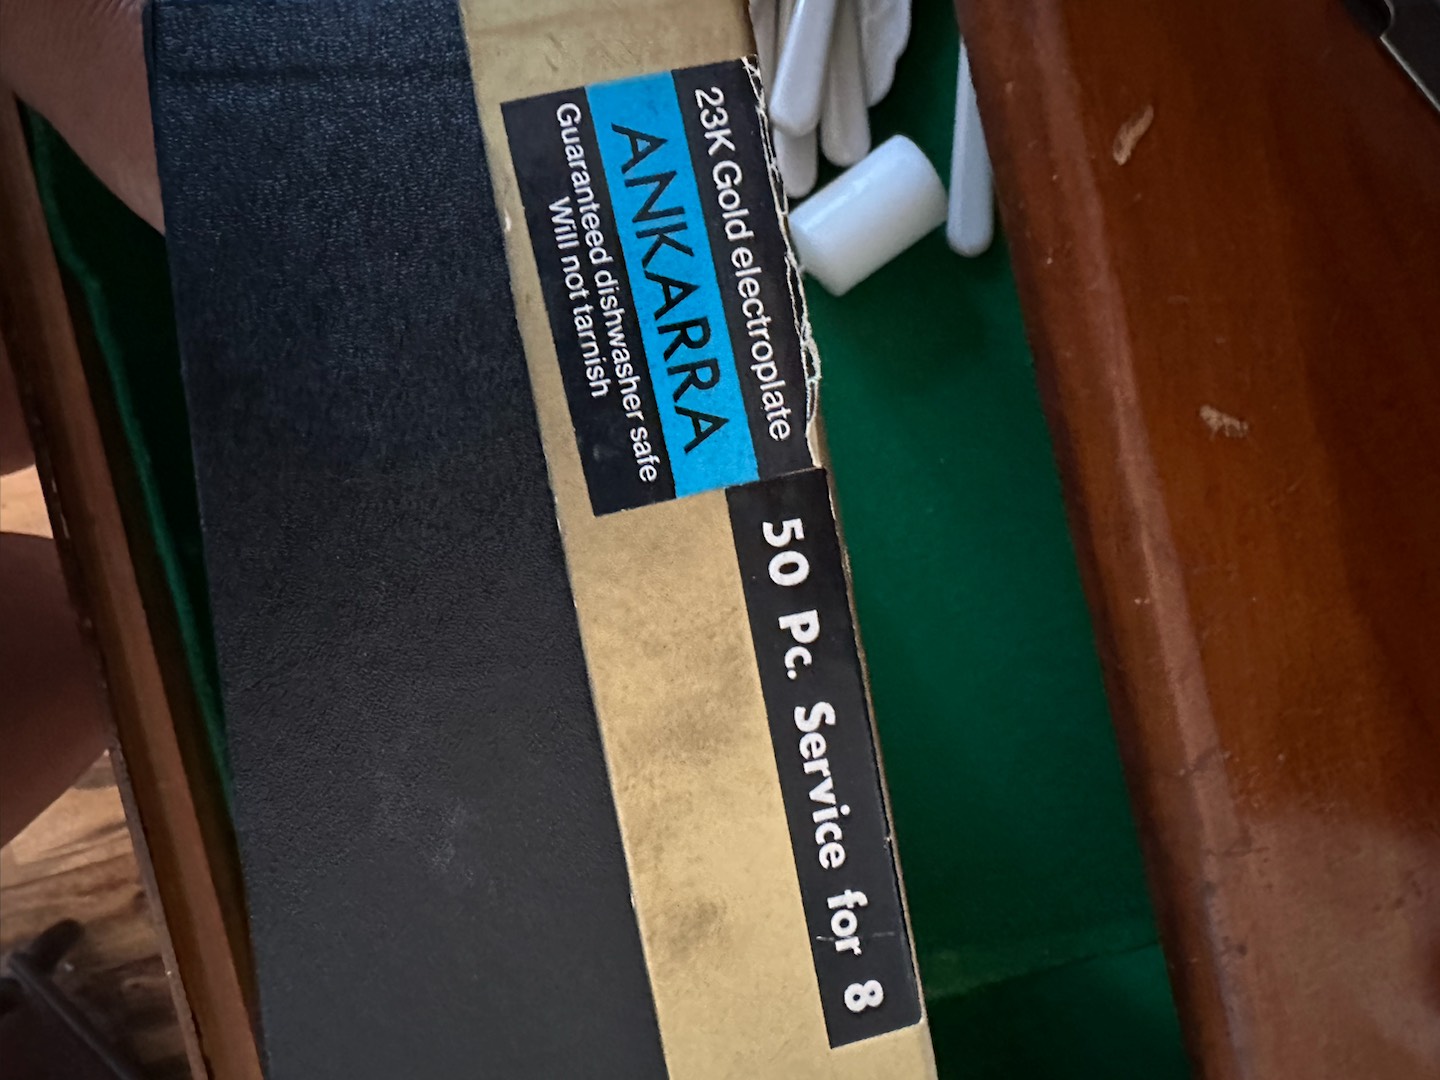 23K Gold electroplate
ANKARRA
Guaranteed dishwasher safe
Will not tarnish
50 Pc. Service for 8